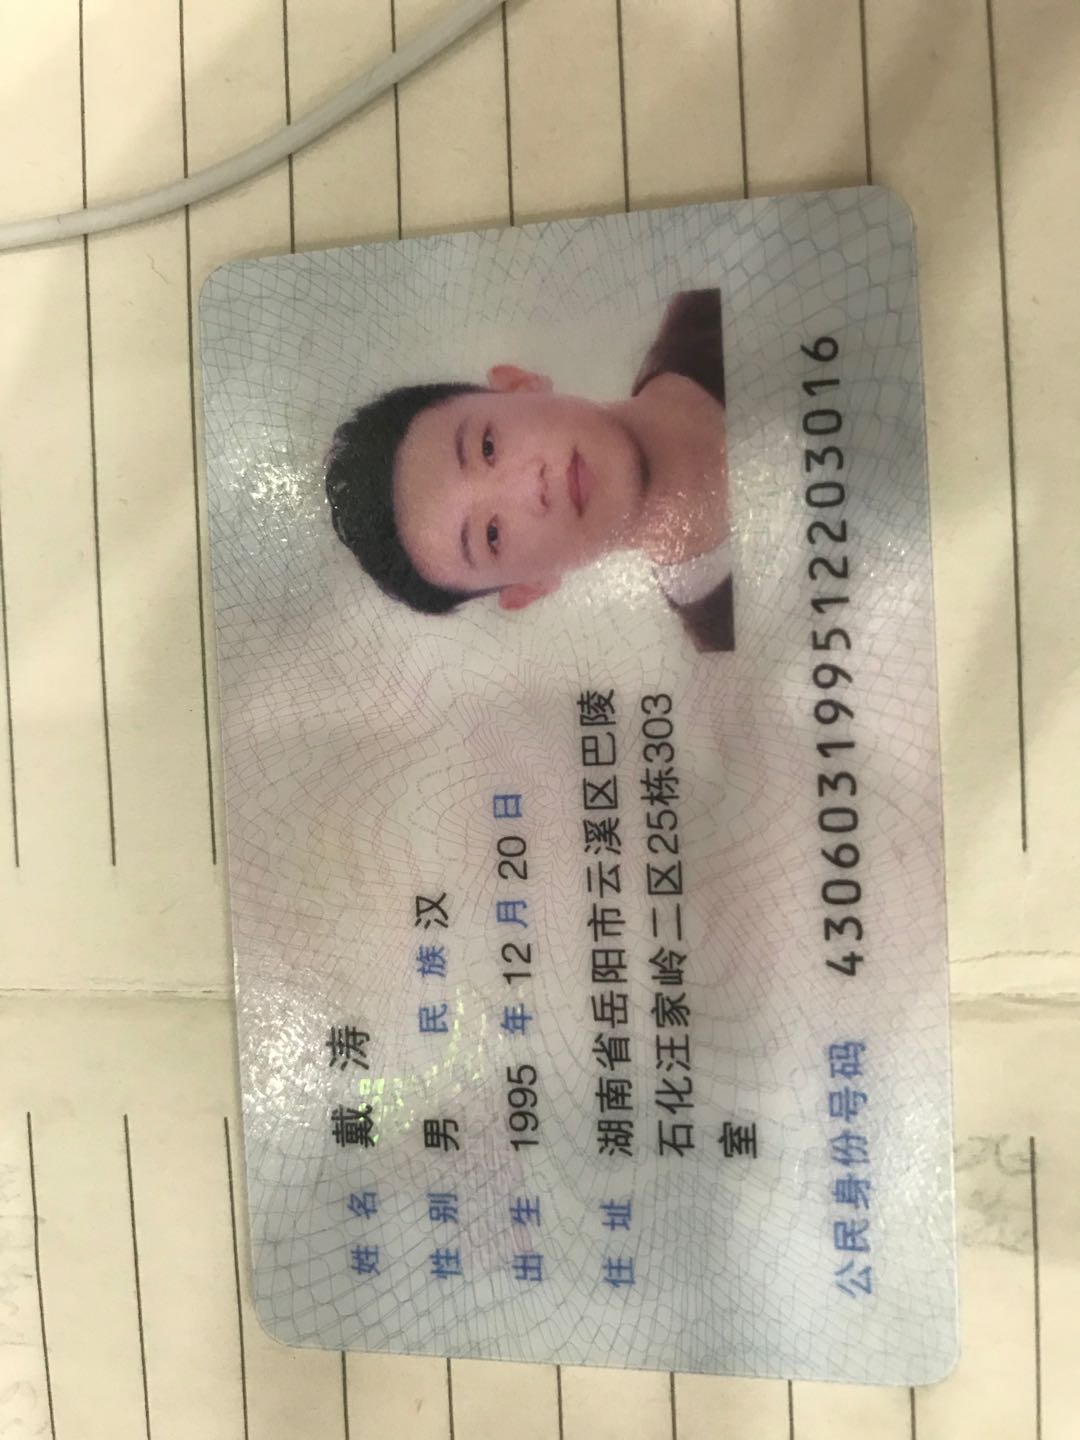 姓名 戴涛
性别 男 民族 汉
出生 1995 年 12 月 20 日
住址 湖南省岳阳市云溪区巴陵
石化汪家岭二区25栋303
室
公民身份号码 430603199512203016